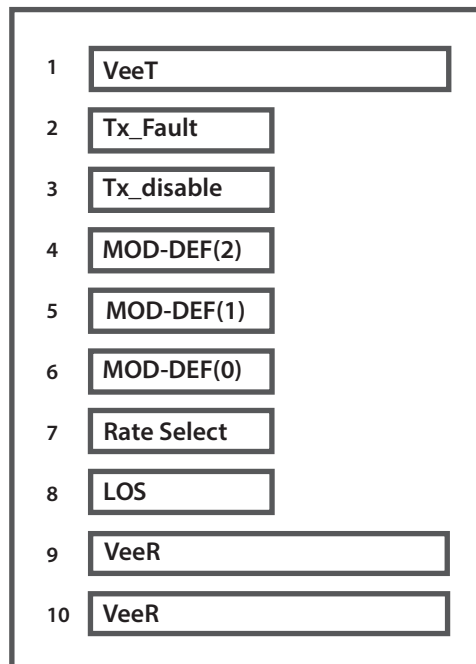 1 VeeT
2 Tx_Fault
3 Tx_disable
4 MOD-DEF(2)
5 MOD-DEF(1)
6 MOD-DEF(0)
7 Rate Select
8 LOS
9 VeeR
10 VeeR